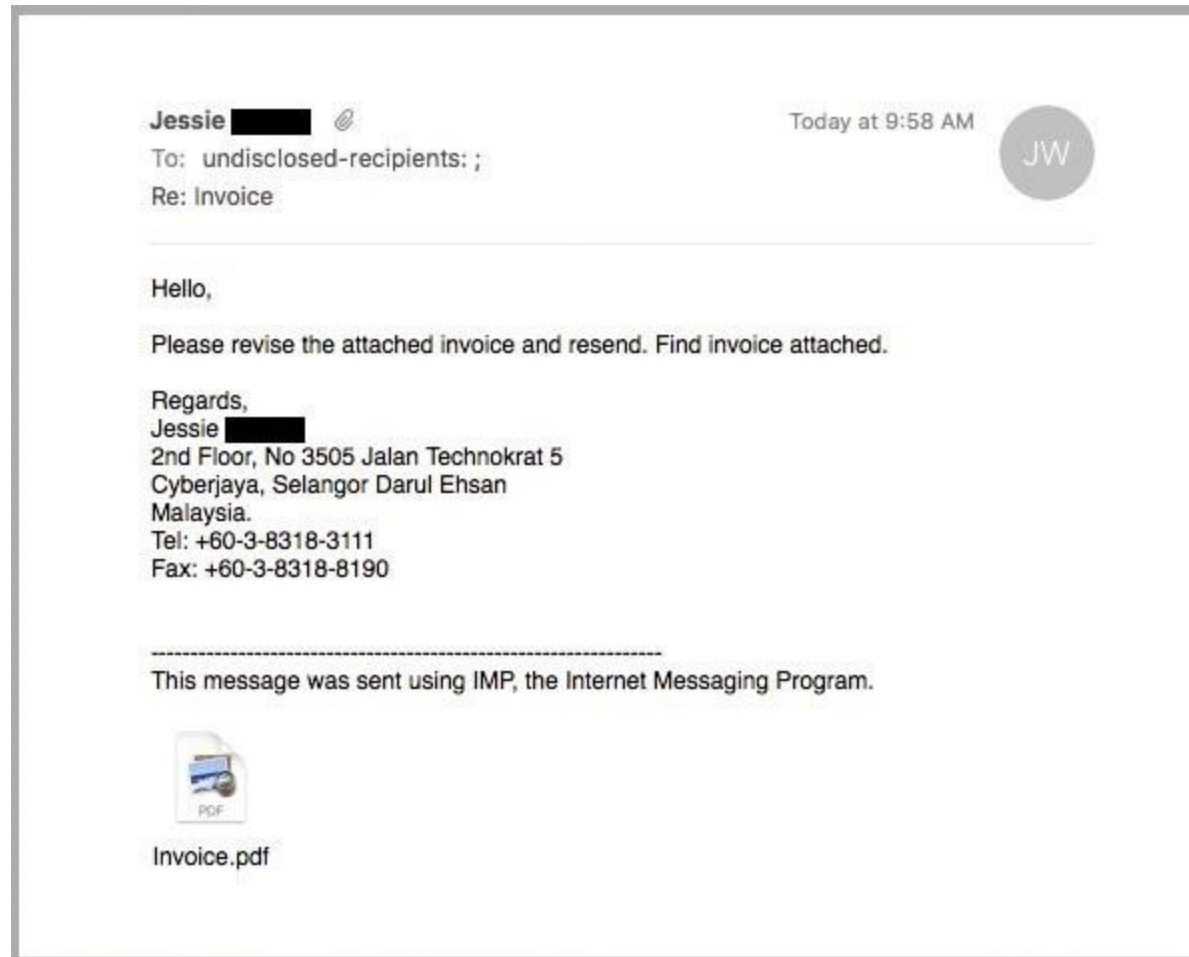 Jessie
Today at 9:58 AM
JW
To: undisclosed-recipients: ;
Re: Invoice
Hello,
Please revise the attached invoice and resend. Find invoice attached.
Regards,
Jessie
2nd Floor, No 3505 Jalan Technokrat 5
Cyberjaya, Selangor Darul Ehsan
Malaysia.
Tel: +60-3-8318-3111
Fax: +60-3-8318-8190
------------------------------------------------------------------
This message was sent using IMP, the Internet Messaging Program.
PDF
Invoice.pdf